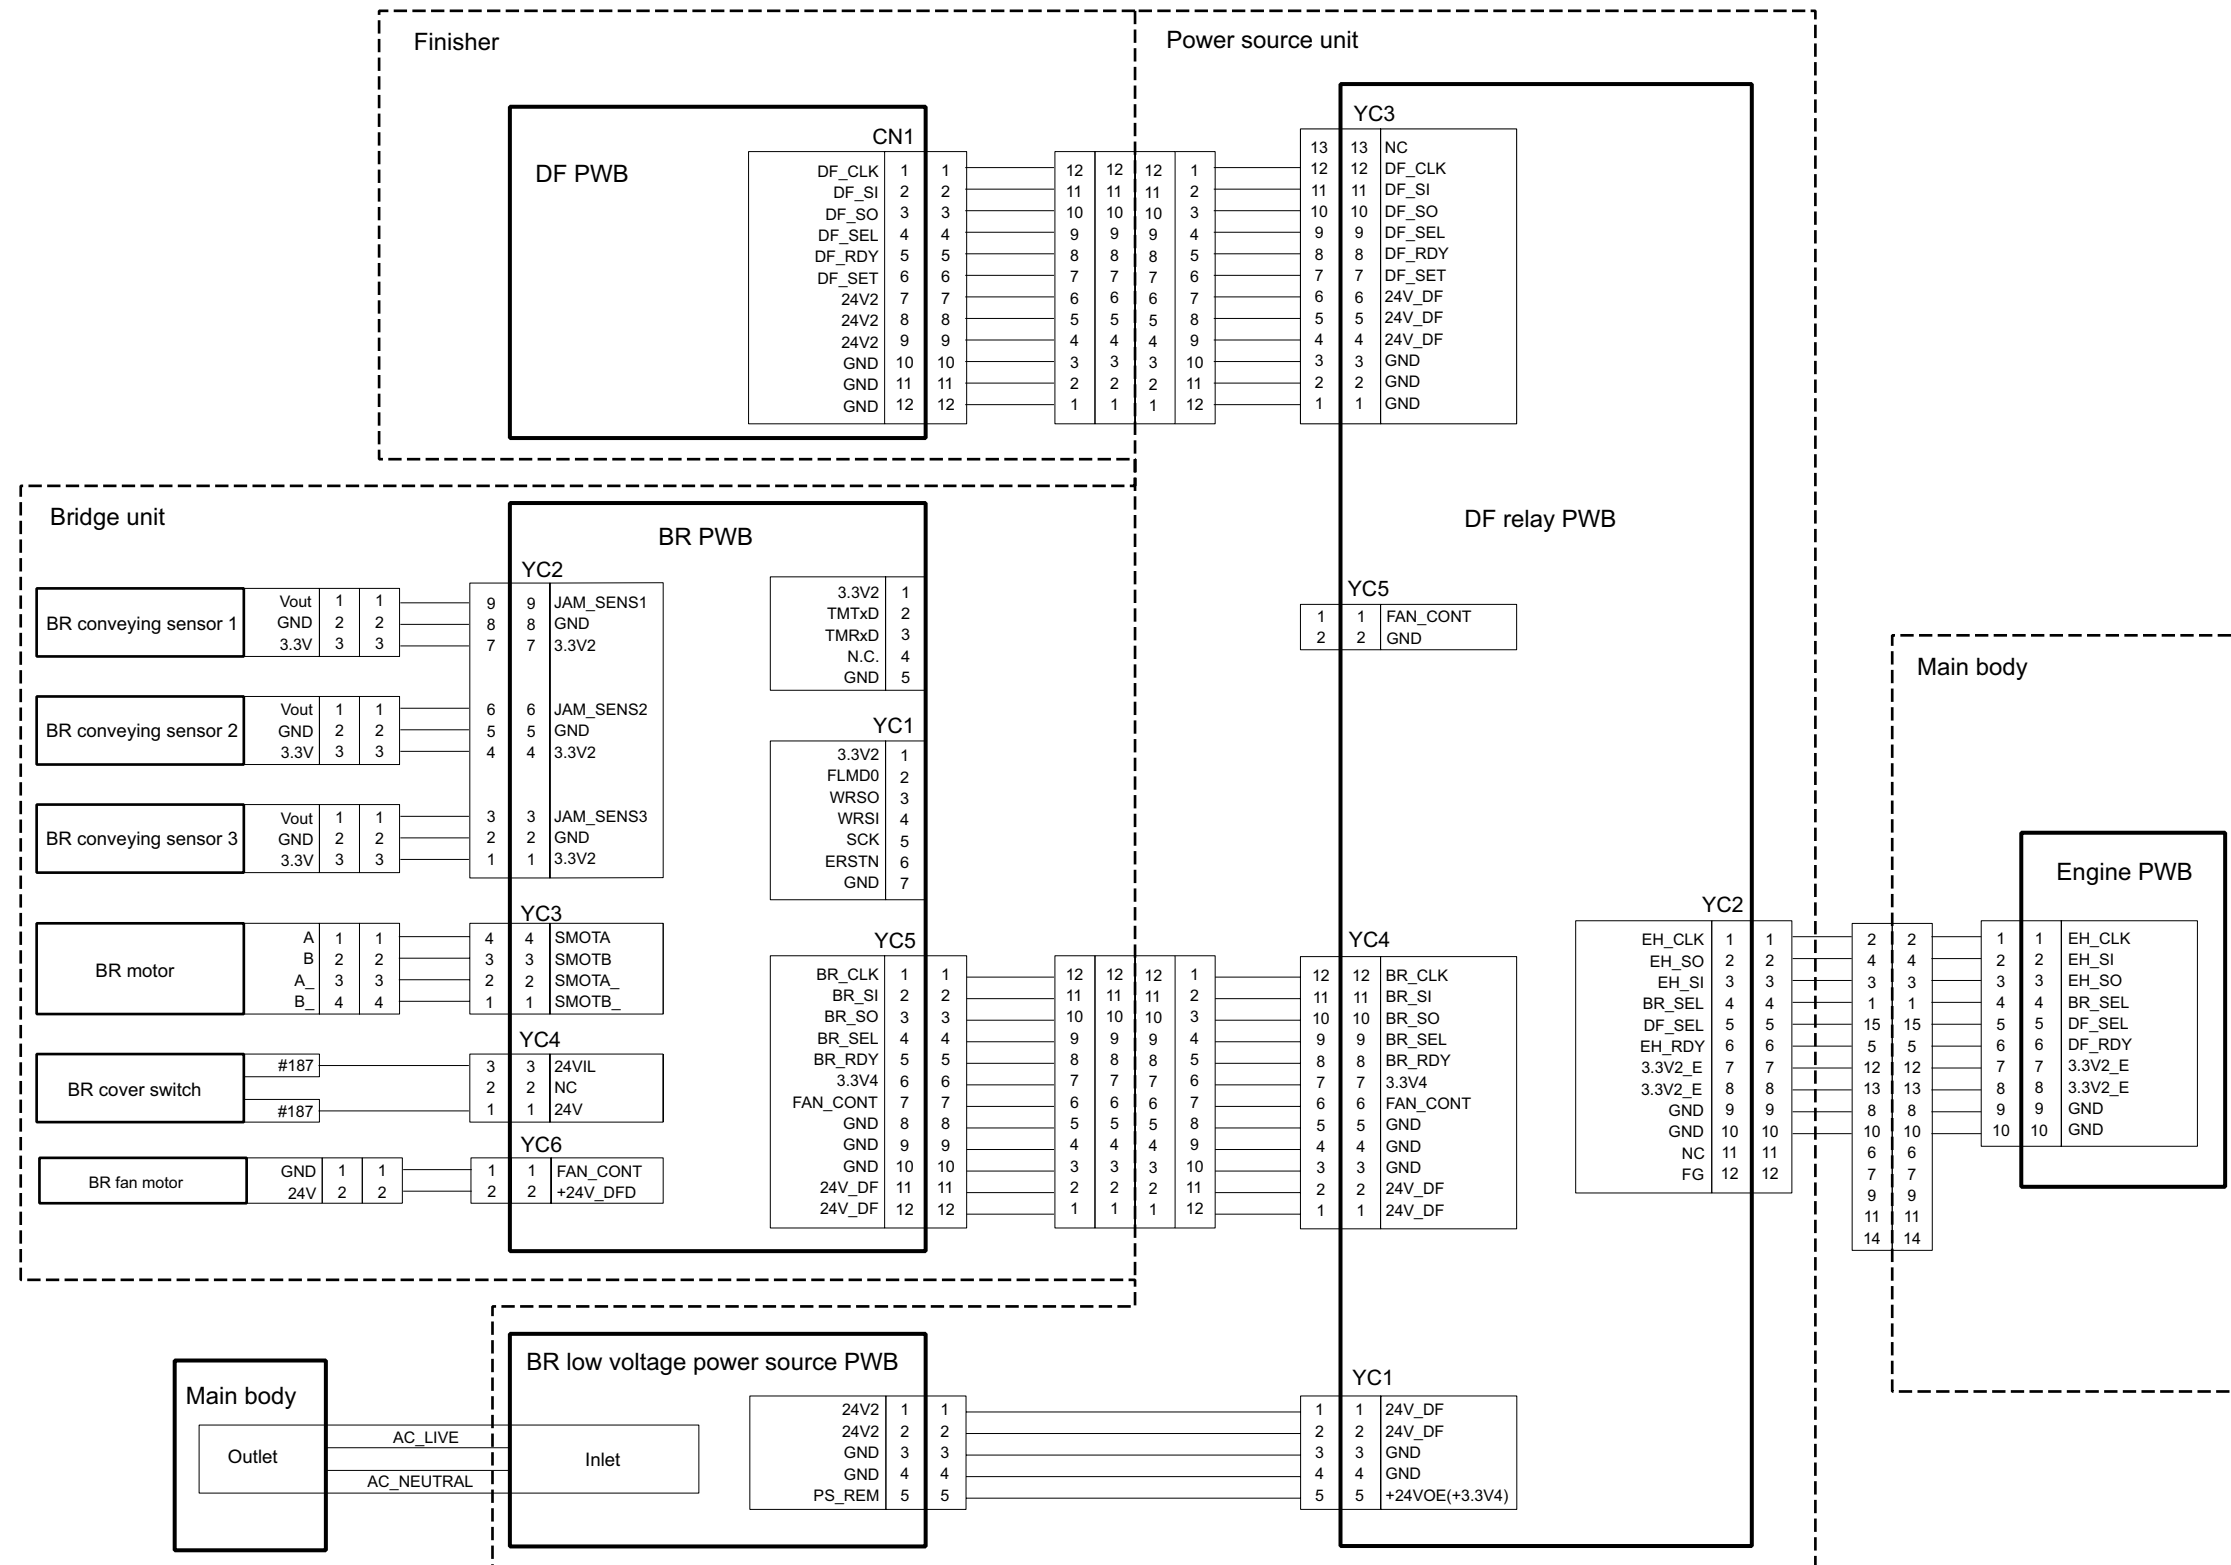 Finisher
Power source unit
DF PWB
CN1
DF_CLK 1 1
DF_SI 2 2
DF_SO 3 3
DF_SEL 4 4
DF_RDY 5 5
DF_SET 6 6
24V2 7 7
24V2 8 8
24V2 9 9
GND 10 10
GND 11 11
GND 12 12
12 12 12 1
11 11 11 2
10 10 10 3
9 9 9 4
8 8 8 5
7 7 7 6
6 6 6 7
5 5 5 8
4 4 4 9
3 3 3 10
2 2 2 11
1 1 1 12
YC3
13 13 NC
12 12 DF_CLK
11 11 DF_SI
10 10 DF_SO
9 9 DF_SEL
8 8 DF_RDY
7 7 DF_SET
6 6 24V_DF
5 5 24V_DF
4 4 24V_DF
3 3 GND
2 2 GND
1 1 GND
DF relay PWB
YC5
1 1 FAN_CONT
2 2 GND
Bridge unit
BR PWB
BR conveying sensor 1
Vout 1 1
GND 2 2
3.3V 3 3
BR conveying sensor 2
Vout 1 1
GND 2 2
3.3V 3 3
BR conveying sensor 3
Vout 1 1
GND 2 2
3.3V 3 3
YC2
9 9 JAM_SENS1
8 8 GND
7 7 3.3V2
6 6 JAM_SENS2
5 5 GND
4 4 3.3V2
3 3 JAM_SENS3
2 2 GND
1 1 3.3V2
BR motor
A 1 1
B 2 2
A_ 3 3
B_ 4 4
YC3
4 4 SMOTA
3 3 SMOTB
2 2 SMOTA_
1 1 SMOTB_
BR cover switch
#187
#187
YC4
3 3 24VIL
2 2 NC
1 1 24V
BR fan motor
GND 1 1
24V 2 2
YC6
1 1 FAN_CONT
2 2 +24V_DFD
3.3V2 1
TMTxD 2
TMRxD 3
N.C. 4
GND 5
YC1
3.3V2 1
FLMD0 2
WRSO 3
WRSI 4
SCK 5
ERSTN 6
GND 7
YC5
BR_CLK 1 1
BR_SI 2 2
BR_SO 3 3
BR_SEL 4 4
BR_RDY 5 5
3.3V4 6 6
FAN_CONT 7 7
GND 8 8
GND 9 9
GND 10 10
24V_DF 11 11
24V_DF 12 12
12 12 12 1
11 11 11 2
10 10 10 3
9 9 9 4
8 8 8 5
7 7 7 6
6 6 6 7
5 5 5 8
4 4 4 9
3 3 3 10
2 2 2 11
1 1 1 12
YC4
12 12 BR_CLK
11 11 BR_SI
10 10 BR_SO
9 9 BR_SEL
8 8 BR_RDY
7 7 3.3V4
6 6 FAN_CONT
5 5 GND
4 4 GND
3 3 GND
2 2 24V_DF
1 1 24V_DF
YC2
EH_CLK 1 1
EH_SO 2 2
EH_SI 3 3
BR_SEL 4 4
DF_SEL 5 5
EH_RDY 6 6
3.3V2_E 7 7
3.3V2_E 8 8
GND 9 9
GND 10 10
NC 11 11
FG 12 12
Main body
2 2
4 4
3 3
1 1
15 15
5 5
12 12
13 13
8 8
10 10
6 6
7 7
9 9
11 11
14 14
Engine PWB
1 1 EH_CLK
2 2 EH_SI
3 3 EH_SO
4 4 BR_SEL
5 5 DF_SEL
6 6 DF_RDY
7 7 3.3V2_E
8 8 3.3V2_E
9 9 GND
10 10 GND
Main body
Outlet
AC_LIVE
AC_NEUTRAL
BR low voltage power source PWB
Inlet
24V2 1 1
24V2 2 2
GND 3 3
GND 4 4
PS_REM 5 5
YC1
1 1 24V_DF
2 2 24V_DF
3 3 GND
4 4 GND
5 5 +24VOE(+3.3V4)